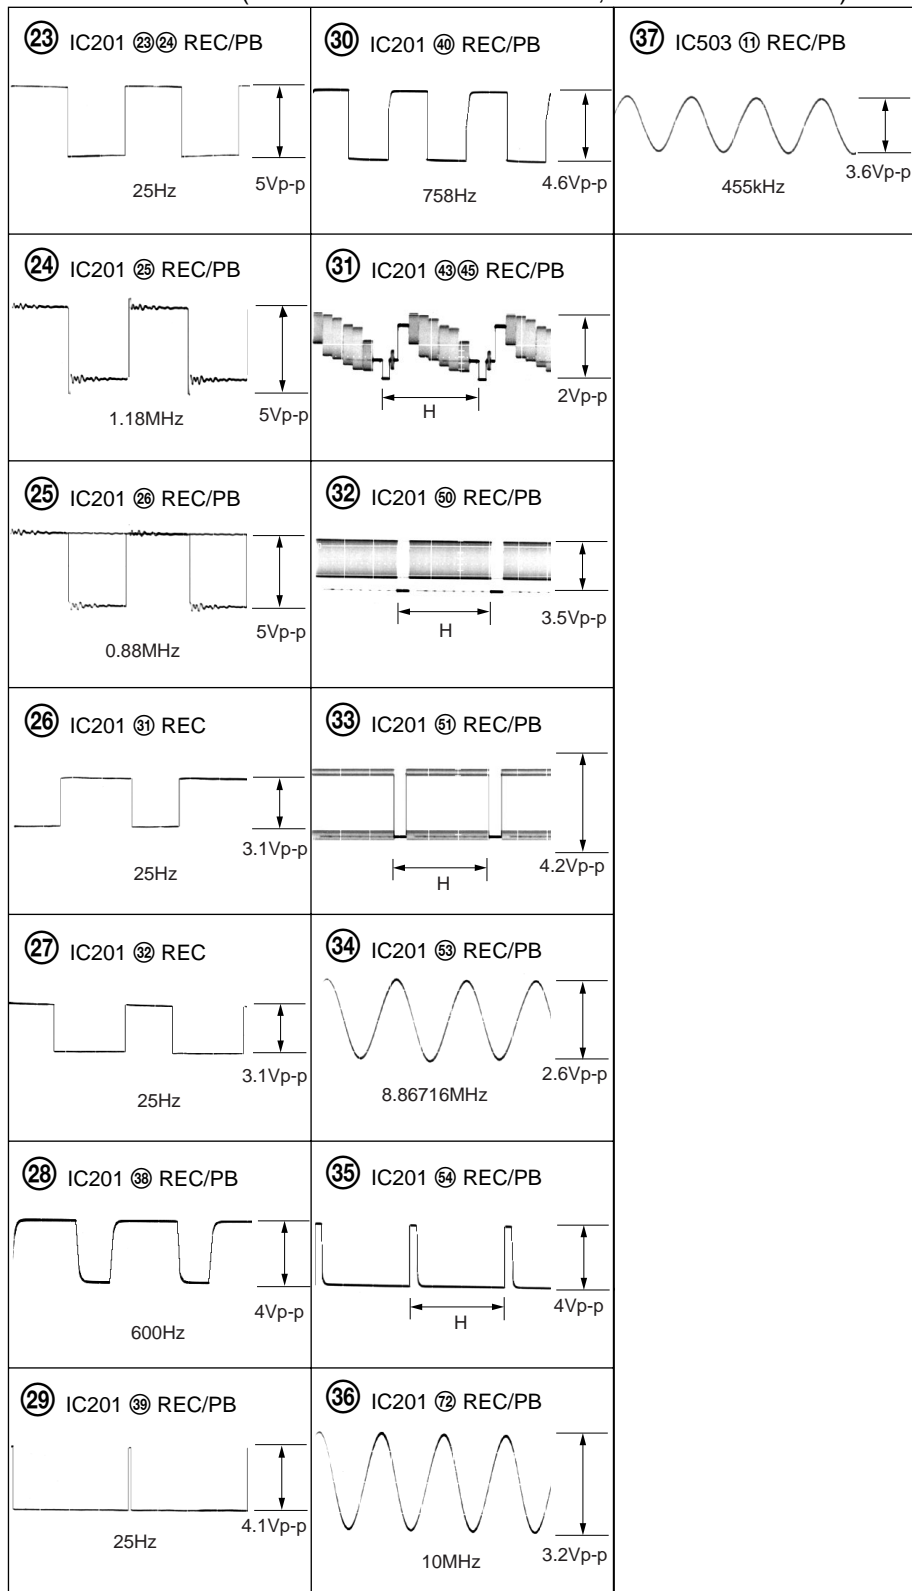 ㉓ IC201 ㉓㉔ REC/PB
5Vp-p
25Hz
㉔ IC201 ㉕ REC/PB
5Vp-p
1.18MHz
㉕ IC201 ㉖ REC/PB
5Vp-p
0.88MHz
㉖ IC201 ㉛ REC
3.1Vp-p
25Hz
㉗ IC201 ㉜ REC
3.1Vp-p
25Hz
㉘ IC201 ㊳ REC/PB
4Vp-p
600Hz
㉙ IC201 ㊴ REC/PB
4.1Vp-p
25Hz
㉚ IC201 ㊵ REC/PB
4.6Vp-p
758Hz
㉛ IC201 ㊸㊺ REC/PB
2Vp-p
H
㉜ IC201 ㊿ REC/PB
3.5Vp-p
H
㉝ IC201 51 REC/PB
4.2Vp-p
H
㉞ IC201 53 REC/PB
2.6Vp-p
8.86716MHz
㉟ IC201 54 REC/PB
4Vp-p
H
㊱ IC201 72 REC/PB
3.2Vp-p
10MHz
㊲ IC503 ⑪ REC/PB
3.6Vp-p
455kHz